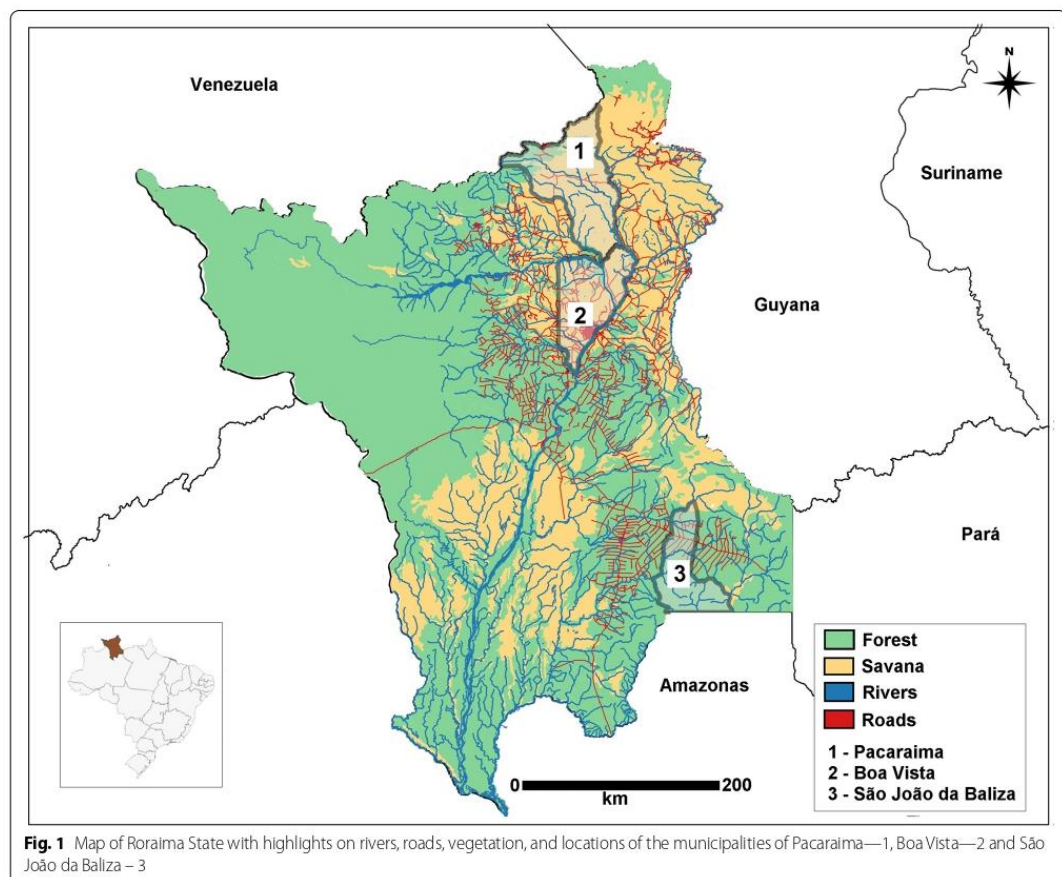 Venezuela
N
1
Suriname
Guyana
2
Pará
3
Amazonas
Forest
Savana
Rivers
Roads
1 - Pacaraima
2 - Boa Vista
3 - São João da Baliza
0 200
km
Fig. 1 Map of Roraima State with highlights on rivers, roads, vegetation, and locations of the municipalities of Pacaraima—1, Boa Vista—2 and São
João da Baliza – 3